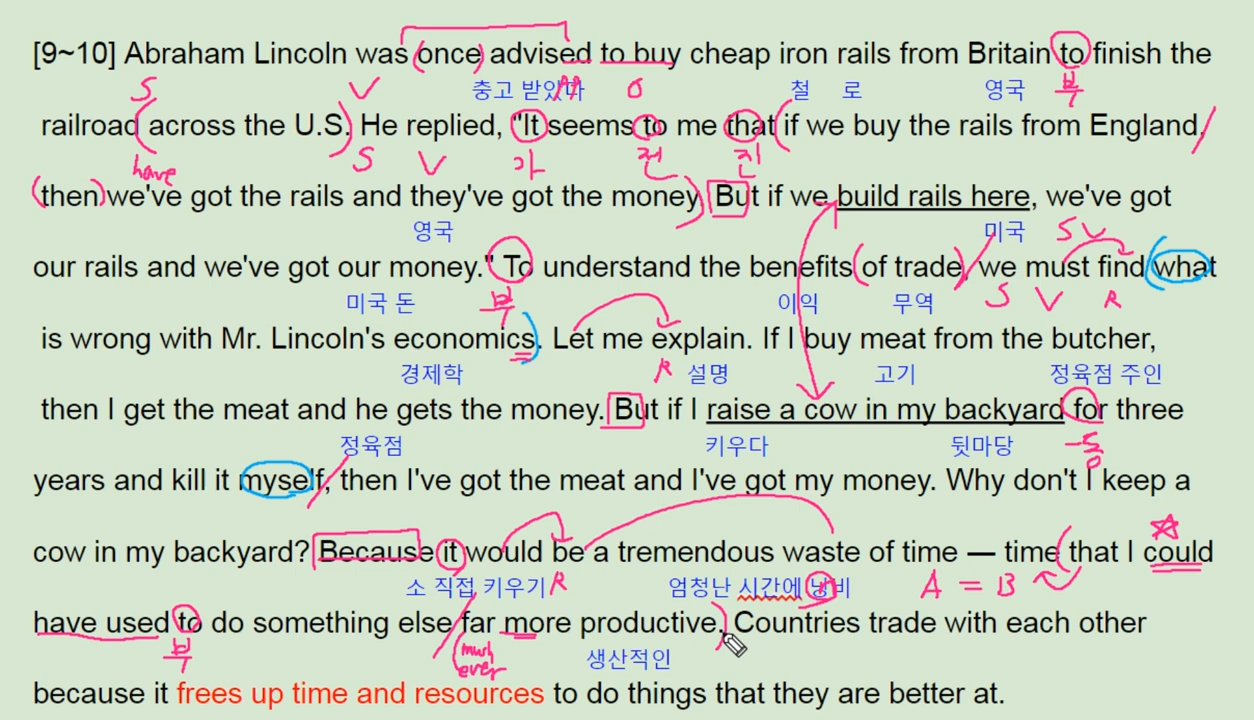 [9~10] Abraham Lincoln was once advised to buy cheap iron rails from Britain to finish the
충고 받았다 철 로 영국
S V M O 부
railroad across the U.S. He replied, "It seems to me that if we buy the rails from England,
have S V 가 전 진
then we've got the rails and they've got the money. But if we build rails here, we've got
영국 미국 S V
our rails and we've got our money." To understand the benefits of trade, we must find what
미국 돈 부 이익 무역 S V R
is wrong with Mr. Lincoln's economics. Let me explain. If I buy meat from the butcher,
경제학 R 설명 고기 정육점 주인
then I get the meat and he gets the money. But if I raise a cow in my backyard for three
정육점 키우다 뒷마당 ~동
years and kill it myself, then I've got the meat and I've got my money. Why don't I keep a
cow in my backyard? Because it would be a tremendous waste of time — time that I could
소 직접 키우기 R 엄청난 시간에 낭비 A = B
have used to do something else far more productive. Countries trade with each other
부 much 생산적인
ever
because it frees up time and resources to do things that they are better at.